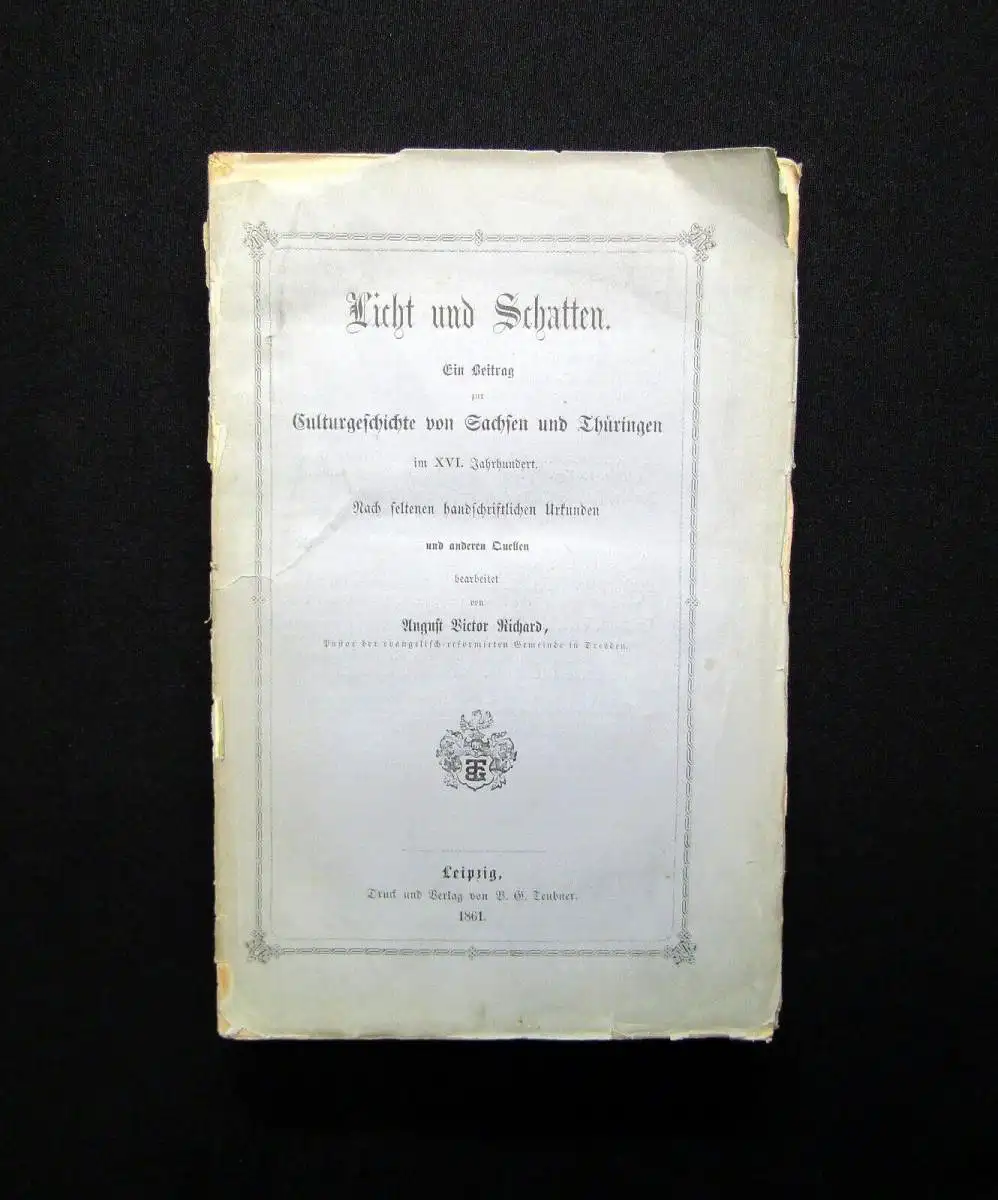 Licht und Schatten.
Ein Beitrag
zur
Culturgeschichte von Sachsen und Thüringen
im XVI. Jahrhundert.
Nach seltenen handschriftlichen Urkunden
und anderen Quellen
bearbeitet
von
August Victor Richard,
Pastor der evangelisch-reformirten Gemeinde in Dresden.
BGT
Leipzig,
Druck und Verlag von B. G. Teubner.
1861.